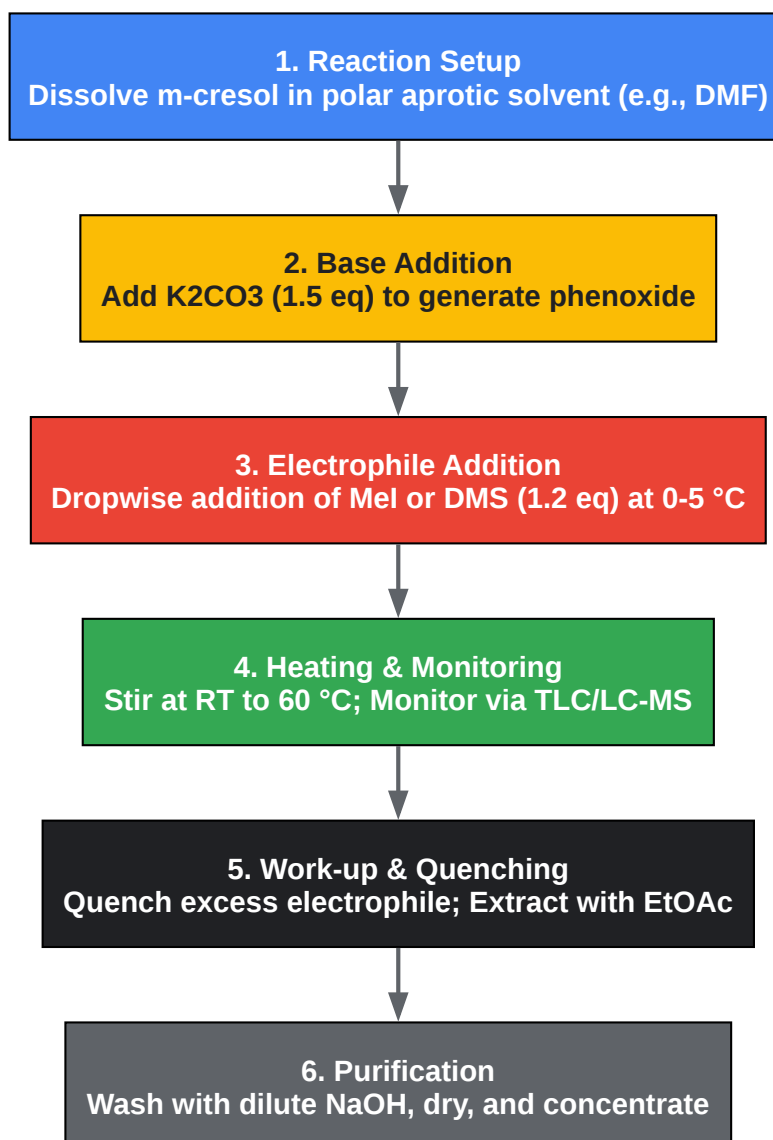 1. Reaction Setup
Dissolve m-cresol in polar aprotic solvent (e.g., DMF)
2. Base Addition
Add K2CO3 (1.5 eq) to generate phenoxide
3. Electrophile Addition
Dropwise addition of MeI or DMS (1.2 eq) at 0-5 °C
4. Heating & Monitoring
Stir at RT to 60 °C; Monitor via TLC/LC-MS
5. Work-up & Quenching
Quench excess electrophile; Extract with EtOAc
6. Purification
Wash with dilute NaOH, dry, and concentrate